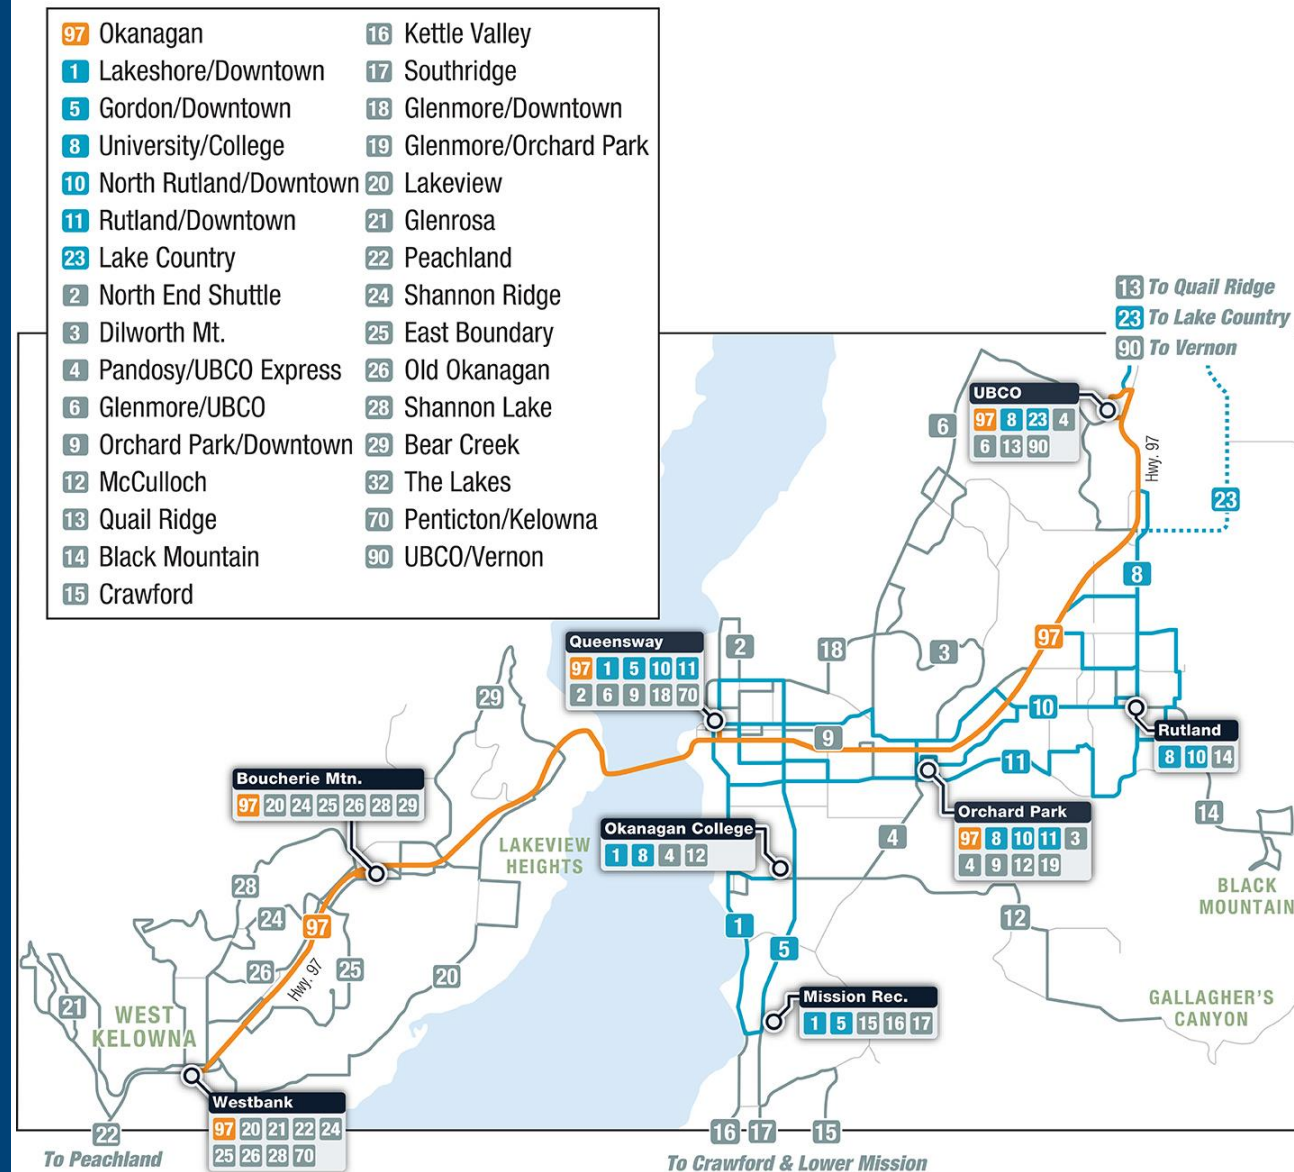 97 Okanagan
1 Lakeshore/Downtown
5 Gordon/Downtown
8 University/College
10 North Rutland/Downtown
11 Rutland/Downtown
23 Lake Country
2 North End Shuttle
3 Dilworth Mt.
4 Pandosy/UBCO Express
6 Glenmore/UBCO
9 Orchard Park/Downtown
12 McCulloch
13 Quail Ridge
14 Black Mountain
15 Crawford
16 Kettle Valley
17 Southridge
18 Glenmore/Downtown
19 Glenmore/Orchard Park
20 Lakeview
21 Glenrosa
22 Peachland
24 Shannon Ridge
25 East Boundary
26 Old Okanagan
28 Shannon Lake
29 Bear Creek
32 The Lakes
70 Penticton/Kelowna
90 UBCO/Vernon
13 To Quail Ridge
23 To Lake Country
90 To Vernon
UBCO
97 8 23 4
6 13 90
6
Hwy. 97
23
8
97
Queensway
97 1 5 10 11
2 6 9 18 70
2
18
3
29
10
9
Rutland
8 10 14
11
Boucherie Mtn.
97 20 24 25 26 28 29
Orchard Park
97 8 10 11 3
4 9 12 19
14
Okanagan College
1 8 4 12
4
LAKEVIEW
HEIGHTS
BLACK
MOUNTAIN
28
24
97
12
1
5
26
25
20
Hwy. 97
Mission Rec.
1 5 15 16 17
21
WEST
KELOWNA
GALLAGHER'S
CANYON
Westbank
97 20 21 22 24
25 26 28 70
22
To Peachland
16
17
15
To Crawford & Lower Mission